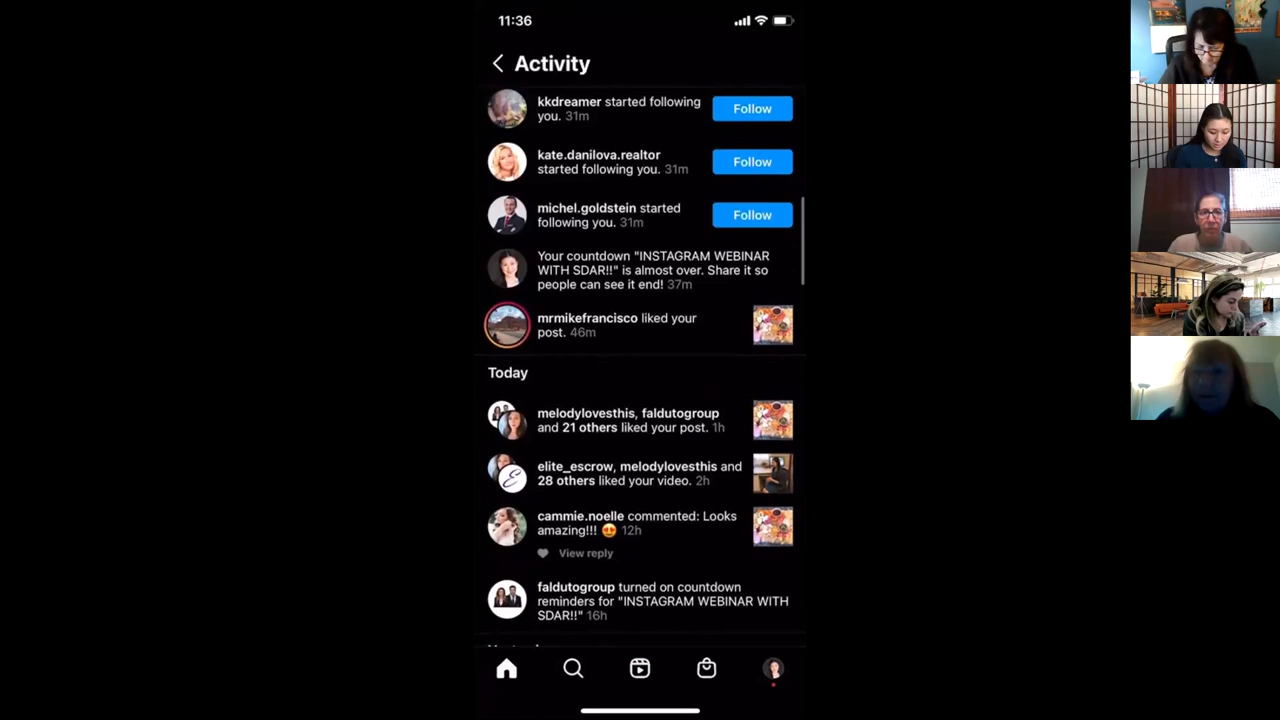 11:36
Activity
kkdreamer started following
you. 31m
Follow
kate.danilova.realtor
started following you. 31m
Follow
michel.goldstein started
following you. 31m
Follow
Your countdown "INSTAGRAM WEBINAR
WITH SDAR!!" is almost over. Share it so
people can see it end! 37m
mrmikefrancisco liked your
post. 46m
Today
melodylovesthis, faldutogroup
and 21 others liked your post. 1h
elite_escrow, melodylovesthis and
28 others liked your video. 2h
E
cammie.noelle commented: Looks
amazing!!! 😍 12h
View reply
faldutogroup turned on countdown
reminders for "INSTAGRAM WEBINAR WITH
SDAR!!" 16h